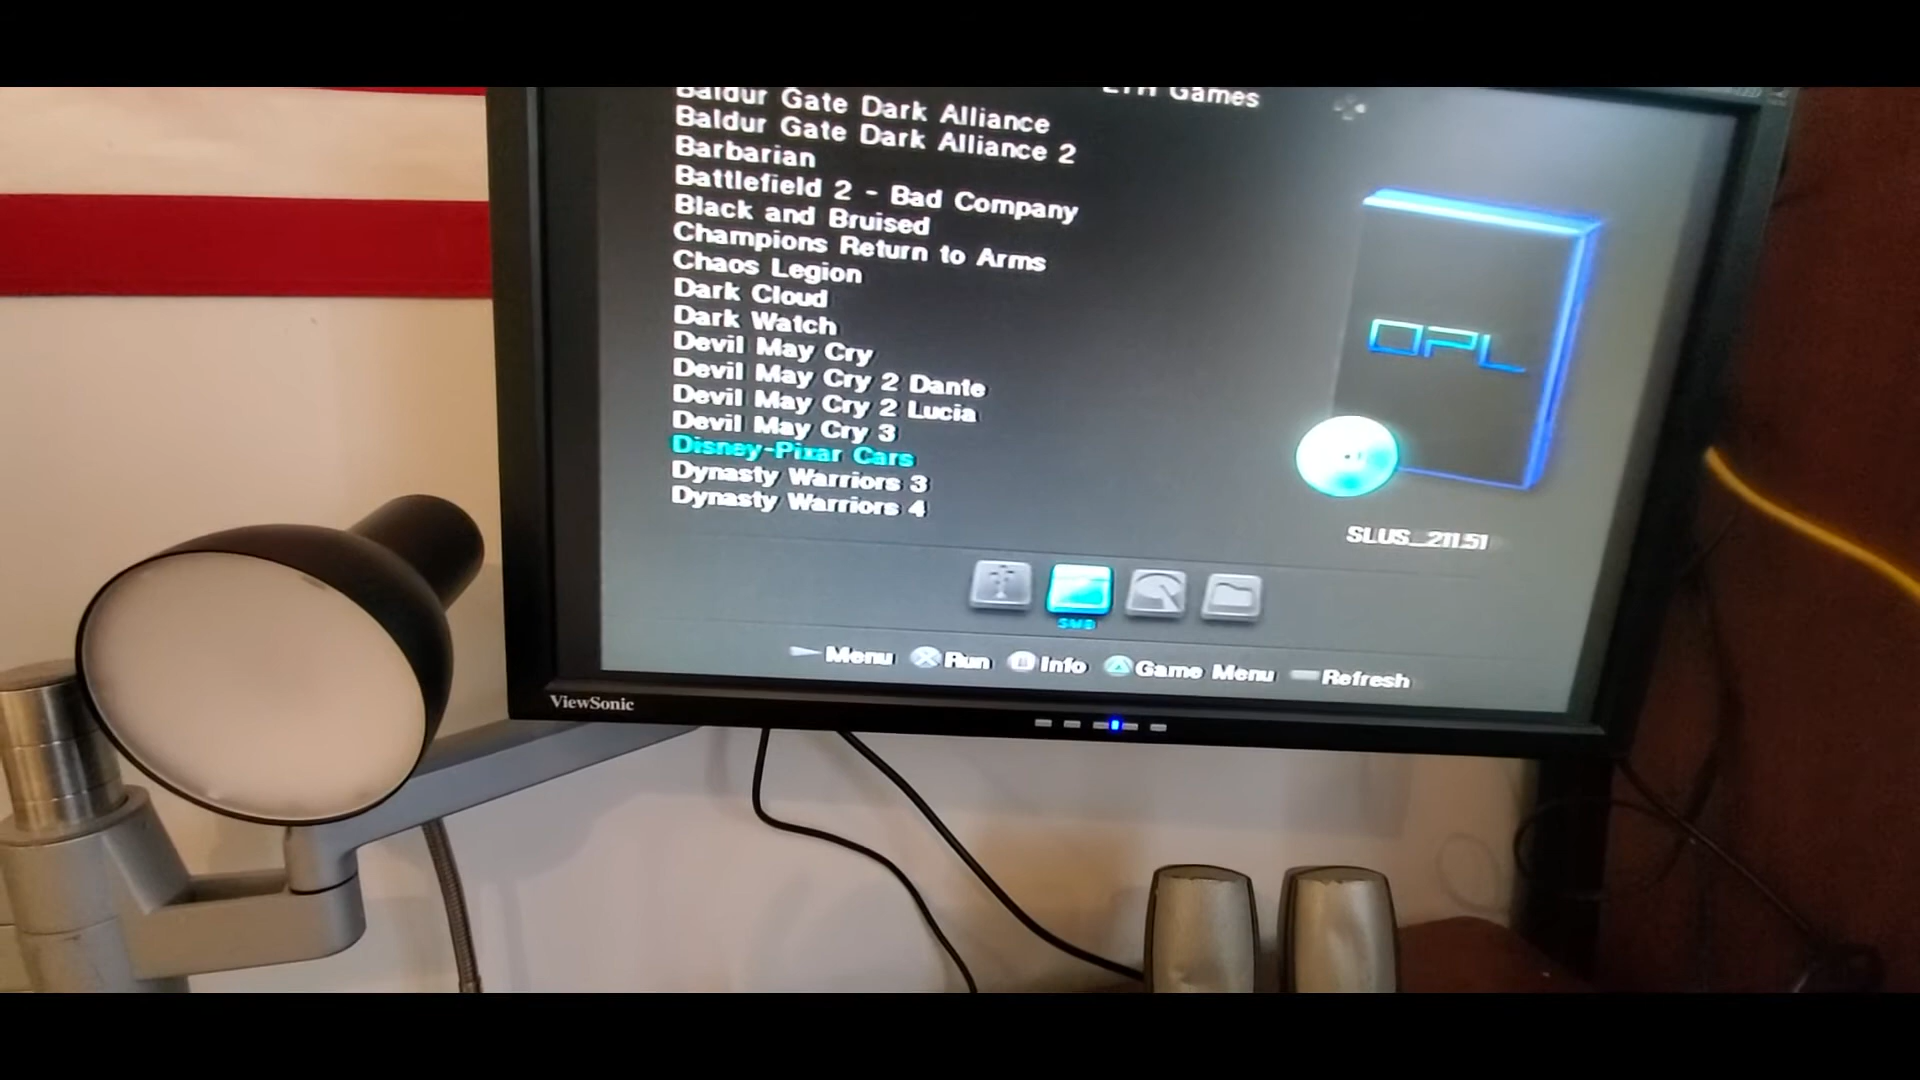 ETH Games
Baldur Gate Dark Alliance
Baldur Gate Dark Alliance 2
Barbarian
Battlefield 2 - Bad Company
Black and Bruised
Champions Return to Arms
Chaos Legion
Dark Cloud
Dark Watch
Devil May Cry
Devil May Cry 2 Dante
Devil May Cry 2 Lucia
Devil May Cry 3
Disney-Pixar Cars
Dynasty Warriors 3
Dynasty Warriors 4
OPL
SLUS_211.51
SMB
Menu Run Info Game Menu Refresh
ViewSonic